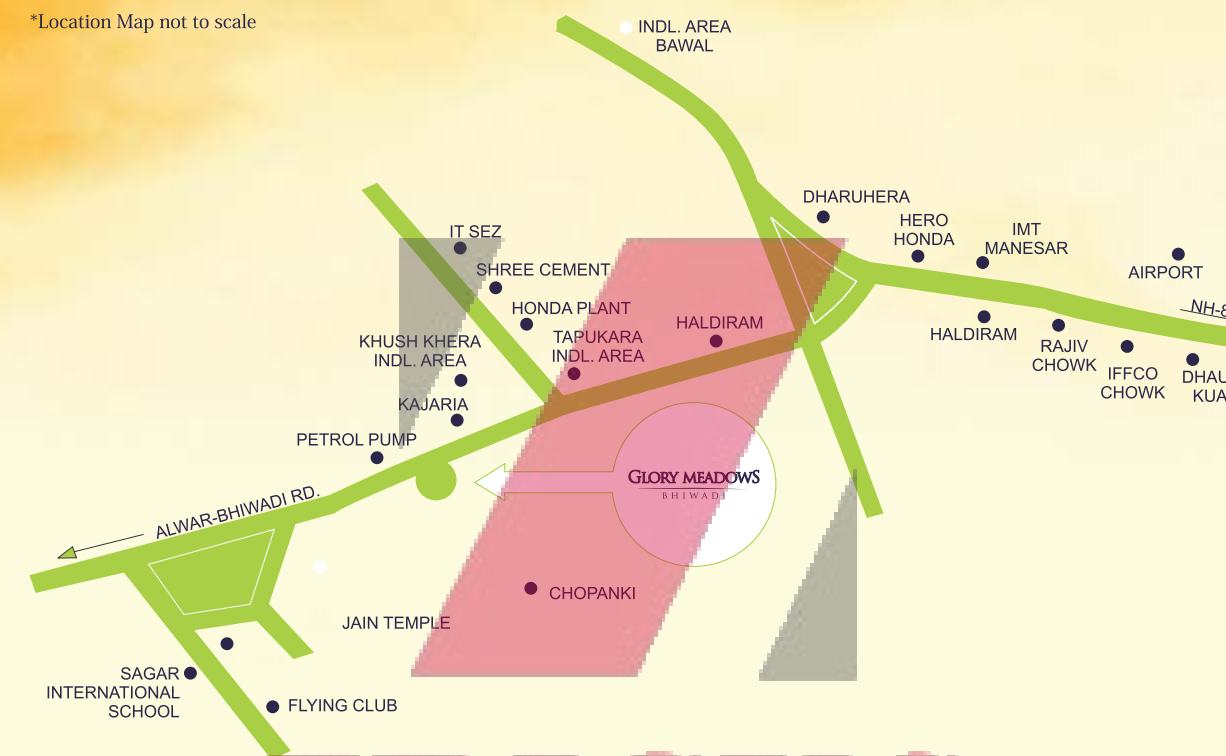 *Location Map not to scale
INDL. AREA
BAWAL
DHARUHERA
HERO
HONDA
IMT
MANESAR
AIRPORT
NH-8
IT SEZ
SHREE CEMENT
HONDA PLANT
TAPUKARA
INDL. AREA
HALDIRAM
HALDIRAM
RAJIV
CHOWK
IFFCO
CHOWK
DHAU
KUA
KHUSH KHERA
INDL. AREA
KAJARIA
PETROL PUMP
GLORY MEADOWS
BHIWADI
ALWAR-BHIWADI RD.
CHOPANKI
JAIN TEMPLE
SAGAR
INTERNATIONAL
SCHOOL
FLYING CLUB